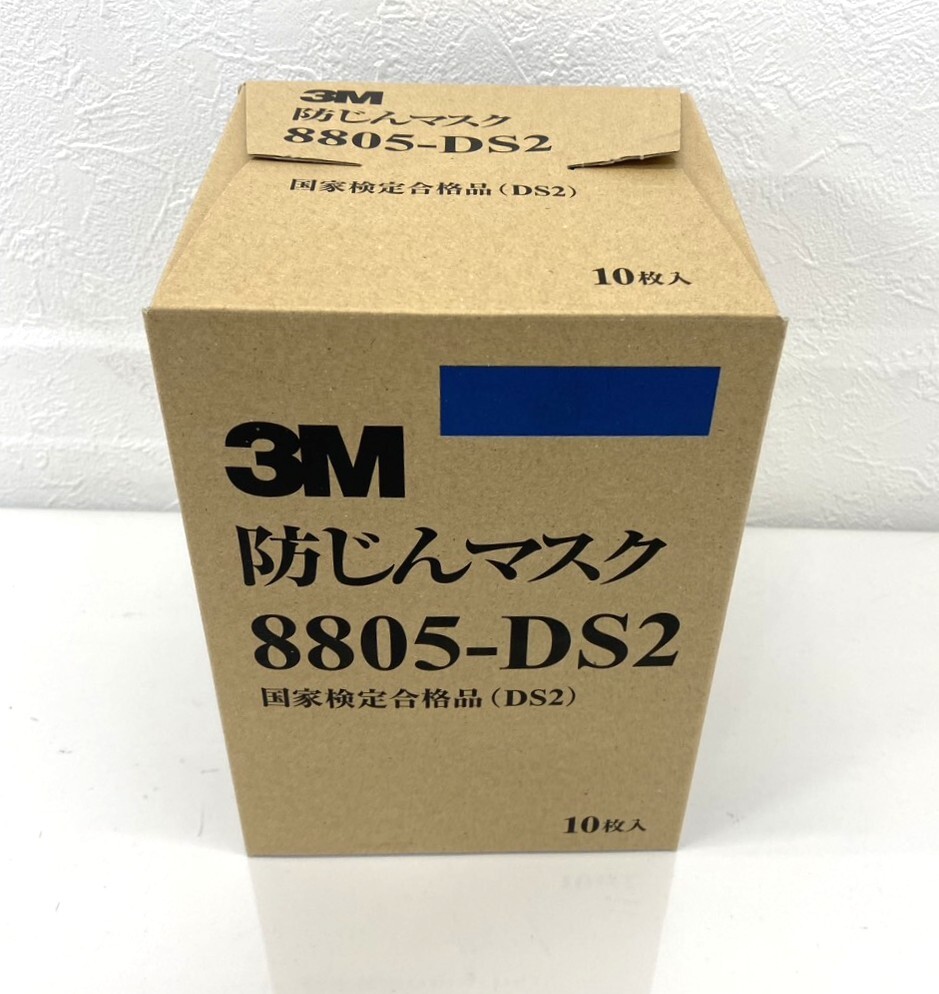 3M
防じんマスク
8805-DS2
国家検定合格品（DS2）
10枚入
3M
防じんマスク
8805-DS2
国家検定合格品（DS2）
10枚入